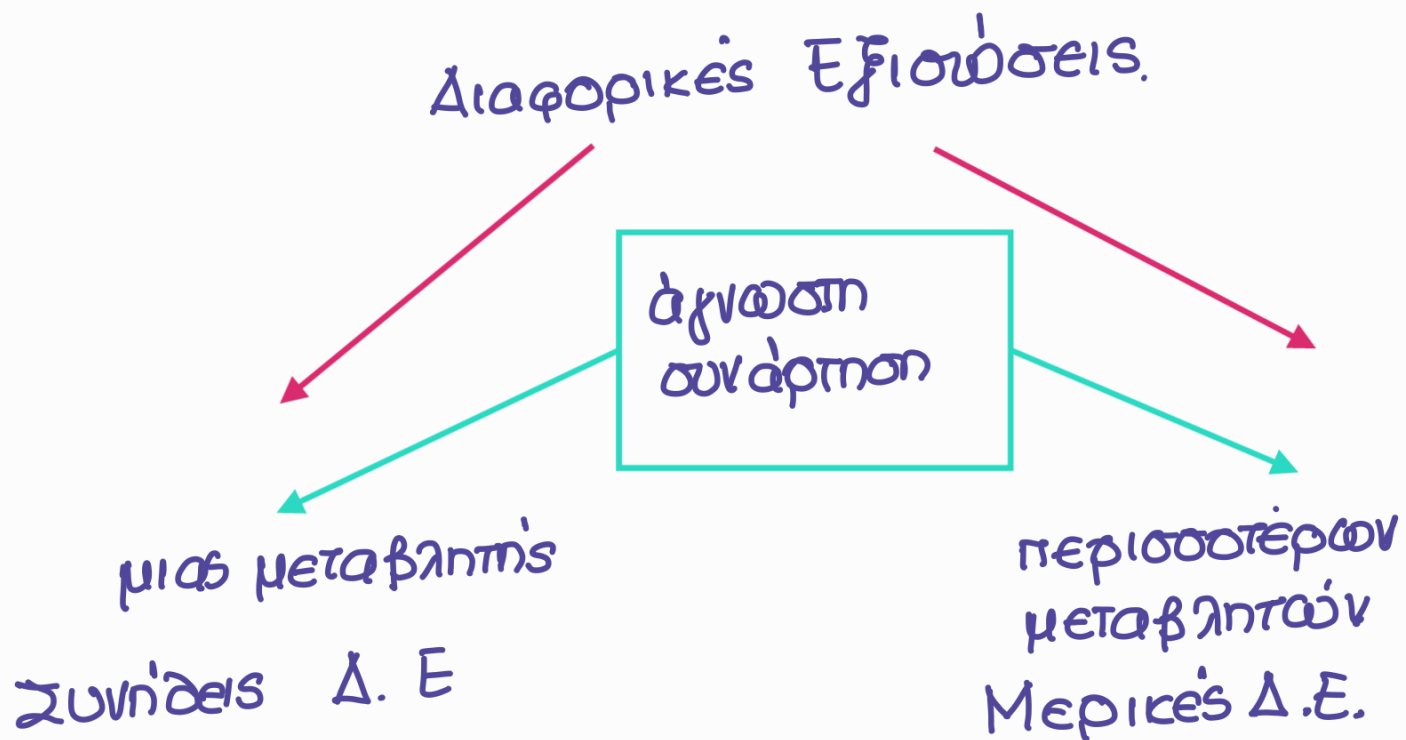 Διαφορικές Εξισώσεις.
άγνωστη
συνάρτηση
μιας μεταβλητής
Συνήθεις Δ. Ε
περισσοτέρων
μεταβλητών
Μερικές Δ.Ε.